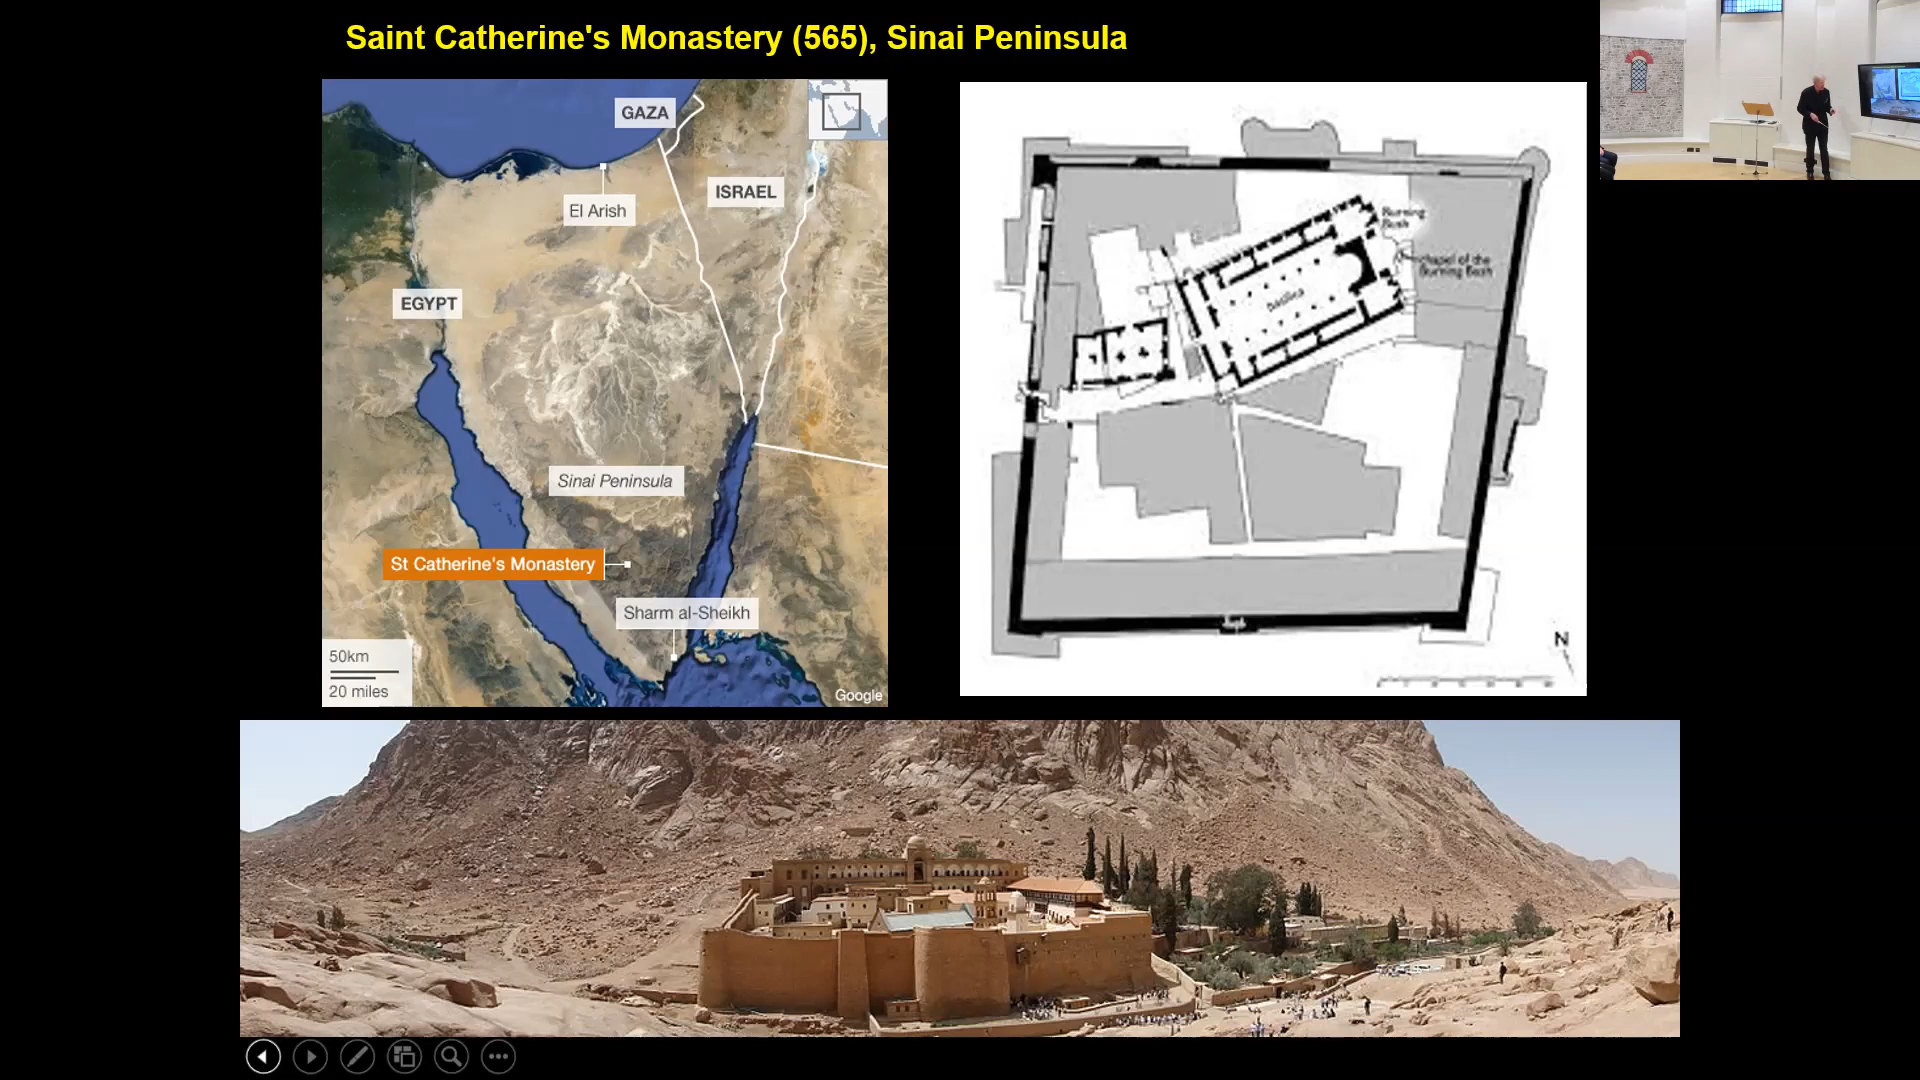 Saint Catherine's Monastery (565), Sinai Peninsula
GAZA
ISRAEL
El Arish
EGYPT
Sinai Peninsula
St Catherine's Monastery
Sharm al-Sheikh
50km
20 miles
Google
Burning
Bush
chapel of the
Burning Bush
basilica
N